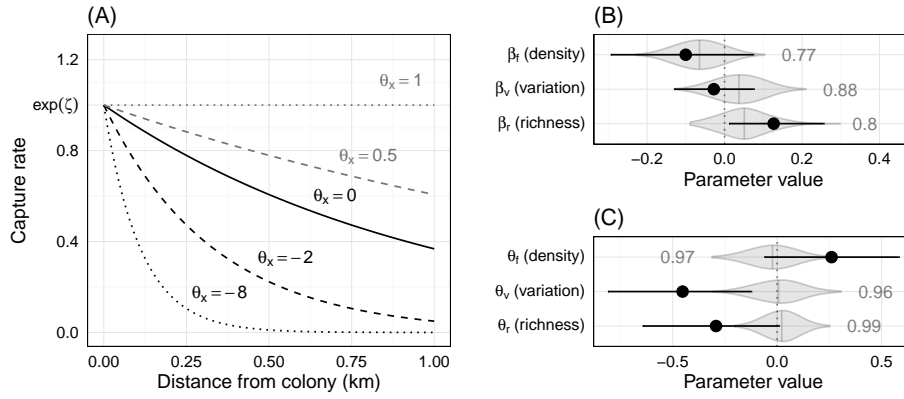 (A)
1.2
exp(ζ)
0.8
0.4
0.0
Capture rate
θx = 1
θx = 0.5
θx = 0
θx = −2
θx = −8
0.00 0.25 0.50 0.75 1.00
Distance from colony (km)
(B)
βf (density) 0.77
βv (variation) 0.88
βr (richness) 0.8
−0.2 0.0 0.2 0.4
Parameter value
(C)
θf (density) 0.97
θv (variation) 0.96
θr (richness) 0.99
−0.5 0.0 0.5
Parameter value